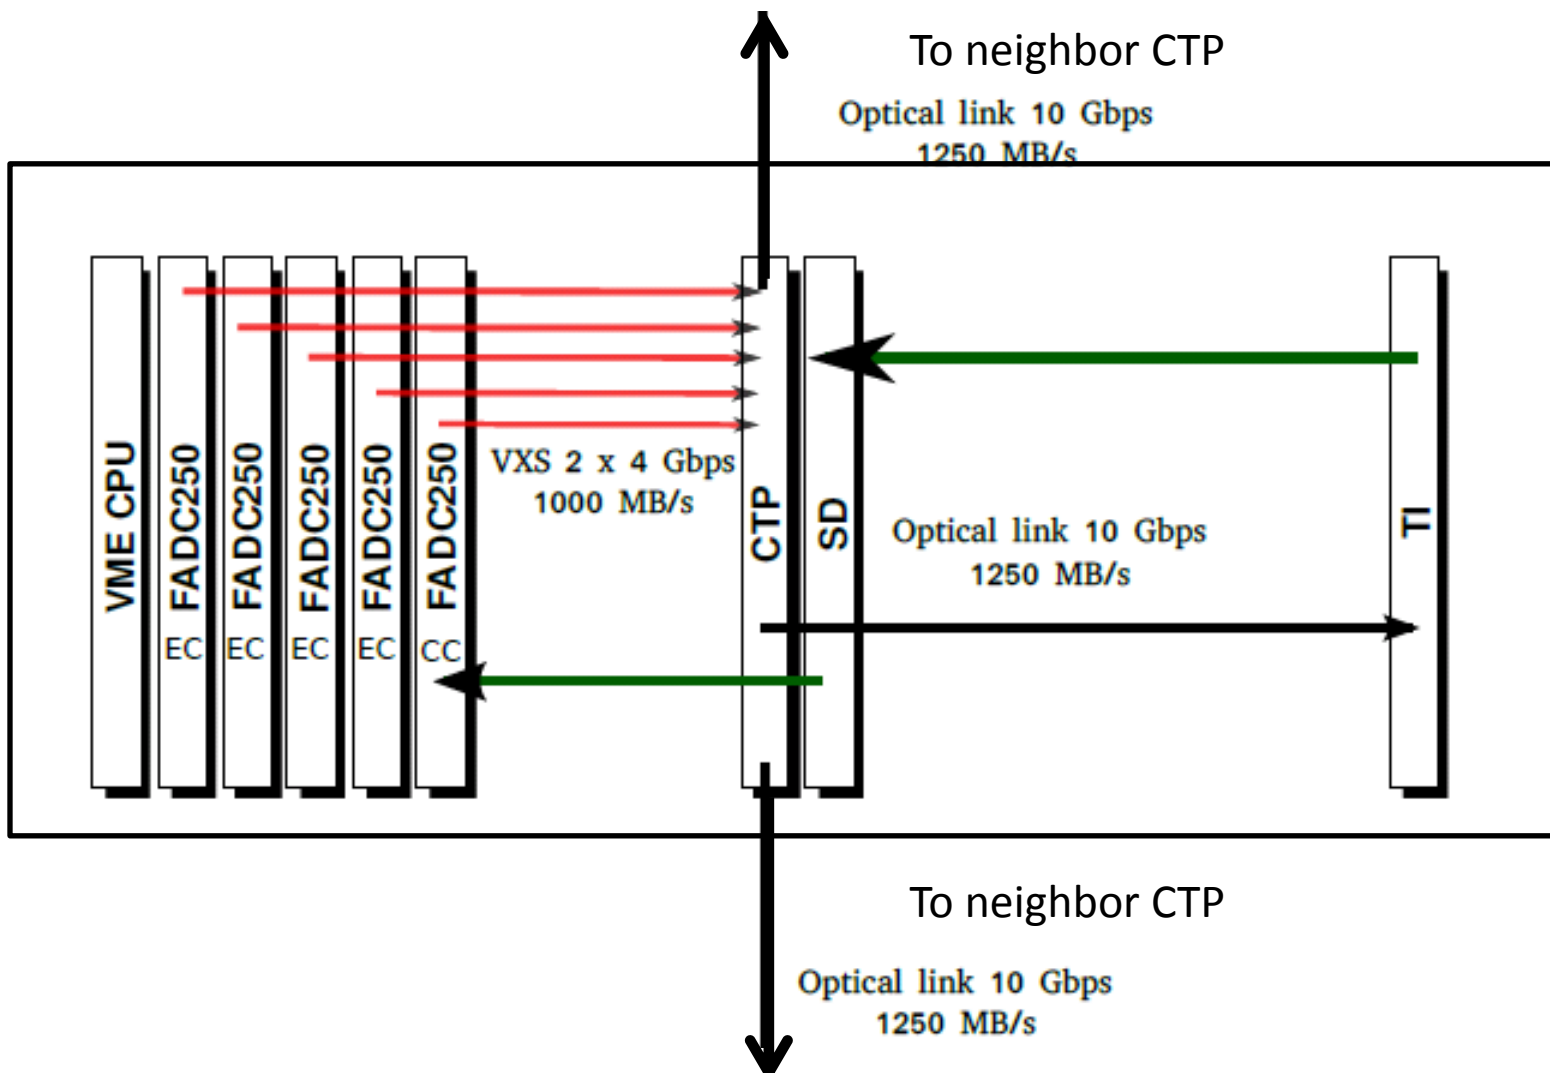 To neighbor CTP
Optical link 10 Gbps
1250 MB/s
VME CPU
FADC250
FADC250
FADC250
FADC250
FADC250
EC
EC
EC
EC
CC
VXS 2 x 4 Gbps
1000 MB/s
CTP
SD
Optical link 10 Gbps
1250 MB/s
TI
To neighbor CTP
Optical link 10 Gbps
1250 MB/s